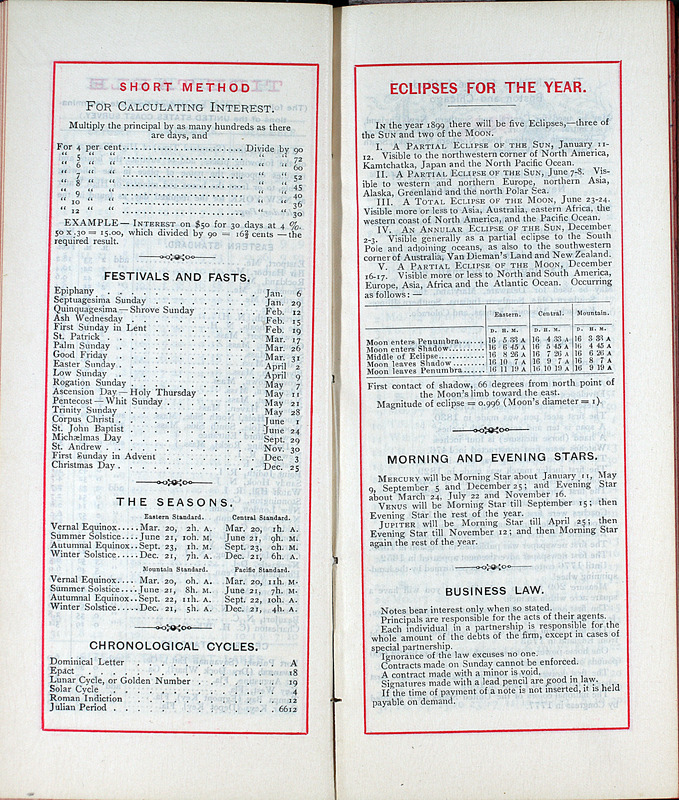 SHORT METHOD
FOR CALCULATING INTEREST.
Multiply the principal by as many hundreds as there
are days, and
For 4 per cent..........................Divide by 90
“ 5 “ “ “ “ 72
“ 6 “ “ “ “ 60
“ 7 “ “ “ “ 52
“ 8 “ “ “ “ 45
“ 9 “ “ “ “ 40
“ 10 “ “ “ “ 36
“ 12 “ “ “ “ 30
EXAMPLE—INTEREST on $50 for 30 days at 4 %.
50 x .30 = 15.00, which divided by 90 = 16⅔ cents — the
required result.
FESTIVALS AND FASTS.
Epiphany . . . . . Jan. 6
Septuagesima Sunday . . . . . Jan. 29
Quinquagesima—Shrove Sunday . . . . . Feb. 12
Ash Wednesday . . . . . Feb. 15
First Sunday in Lent . . . . . Feb. 19
St. Patrick . . . . . Mar. 17
Palm Sunday . . . . . Mar. 26
Good Friday . . . . . Mar. 31
Easter Sunday . . . . . April 2
Low Sunday . . . . . April 9
Rogation Sunday . . . . . May 7
Ascension Day—Holy Thursday . . . . . May 11
Pentecost—Whit Sunday . . . . . May 21
Trinity Sunday . . . . . May 28
Corpus Christi . . . . . June 1
St. John Baptist . . . . . June 24
Michælmas Day . . . . . Sept. 29
St. Andrew . . . . . Nov. 30
First Sunday in Advent . . . . . Dec. 3
Christmas Day . . . . . Dec. 25
THE SEASONS.
Eastern Standard. Central Standard.
Vernal Equinox.....Mar. 20, 2h. A. Mar. 20, 1h. A.
Summer Solstice....June 21, 10h. M. June 21, 9h. M.
Autumnal Equinox..Sept. 23, 1h. M. Sept. 23, 0h. M.
Winter Solstice.....Dec. 21, 7h. A. Dec. 21, 6h. A.
Mountain Standard. Pacific Standard.
Vernal Equinox.....Mar. 20, 0h. A. Mar. 20, 11h. M.
Summer Solstice....June 21, 8h. M. June 21, 7h. M.
Autumnal Equinox..Sept. 22, 11h. A. Sept. 22, 10h. A.
Winter Solstice.....Dec. 21, 5h. A. Dec. 21, 4h. A.
CHRONOLOGICAL CYCLES.
Dominical Letter . . . . . A
Epact . . . . . 18
Lunar Cycle, or Golden Number . . . . . 19
Solar Cycle . . . . . 4
Roman Indiction . . . . . 12
Julian Period . . . . . 6612
ECLIPSES FOR THE YEAR.
IN the year 1899 there will be five Eclipses,—three of
the SUN and two of the MOON.
I. A PARTIAL ECLIPSE OF THE SUN, January 11-
12. Visible to the northwestern corner of North America,
Kamtchatka, Japan and the North Pacific Ocean.
II. A PARTIAL ECLIPSE OF THE SUN, June 7-8. Vis-
ible to western and northern Europe, northern Asia,
Alaska, Greenland and the north Polar Sea.
III. A TOTAL ECLIPSE OF THE MOON, June 23-24.
Visible more or less to Asia, Australia, eastern Africa, the
western coast of North America, and the Pacific Ocean.
IV. AN ANNULAR ECLIPSE OF THE SUN, December
2-3. Visible generally as a partial eclipse to the South
Pole and adjoining oceans, as also to the southwestern
corner of Australia, Van Dieman's Land and New Zealand.
V. A PARTIAL ECLIPSE OF THE MOON, December
16-17. Visible more or less to North and South America,
Europe, Asia, Africa and the Atlantic Ocean. Occurring
as follows:—
Eastern. Central. Mountain.
D. H. M. D. H. M. D. H. M.
Moon enters Penumbra....... 16 5 33 A 16 4 33 A 16 3 33 A
Moon enters Shadow......... 16 6 45 A 16 5 45 A 16 4 45 A
Middle of Eclipse............ 16 8 26 A 16 7 26 A 16 6 26 A
Moon leaves Shadow........ 16 10 7 A 16 9 7 A 16 8 7 A
Moon leaves Penumbra..... 16 11 19 A 16 10 19 A 16 9 19 A
First contact of shadow, 66 degrees from north point of
the Moon's limb toward the east.
Magnitude of eclipse = 0.996 (Moon's diameter = 1)
MORNING AND EVENING STARS.
MERCURY will be Morning Star about January 11, May
9, September 5 and December 25; and Evening Star
about March 24, July 22 and November 16.
VENUS will be Morning Star till September 15; then
Evening Star the rest of the year.
JUPITER will be Morning Star till April 25; then
Evening Star till November 12; and then Morning Star
again the rest of the year.
BUSINESS LAW.
Notes bear interest only when so stated.
Principals are responsible for the acts of their agents.
Each individual in a partnership is responsible for the
whole amount of the debts of the firm, except in cases of
special partnership.
Ignorance of the law excuses no one.
Contracts made on Sunday cannot be enforced.
A contract made with a minor is void.
Signatures made with a lead pencil are good in law.
If the time of payment of a note is not inserted, it is held
payable on demand.